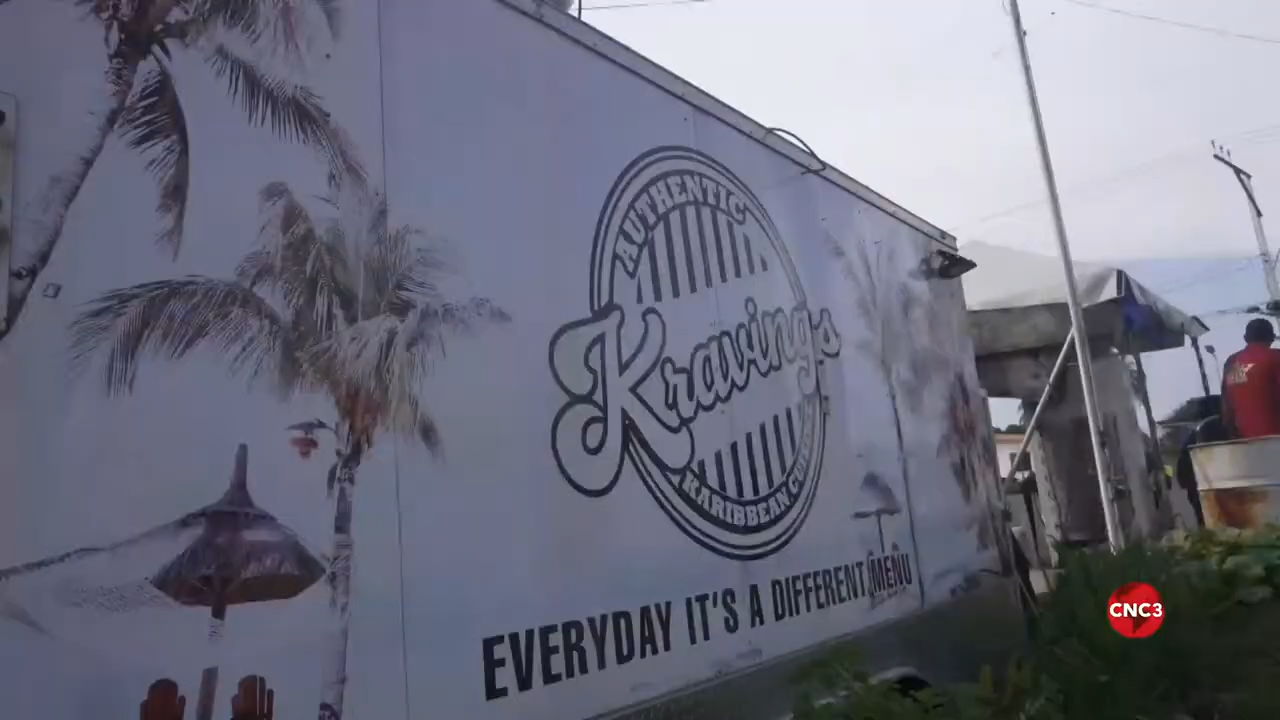 AUTHENTIC
Kravings
KARIBBEAN
EVERYDAY IT'S A DIFFERENT MENU
CNC3